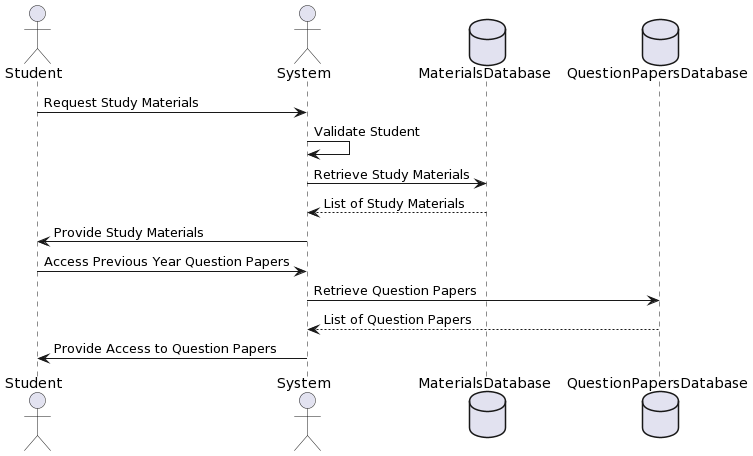 Student
System
MaterialsDatabase
QuestionPapersDatabase
Request Study Materials
Validate Student
Retrieve Study Materials
List of Study Materials
Provide Study Materials
Access Previous Year Question Papers
Retrieve Question Papers
List of Question Papers
Provide Access to Question Papers
Student
System
MaterialsDatabase
QuestionPapersDatabase